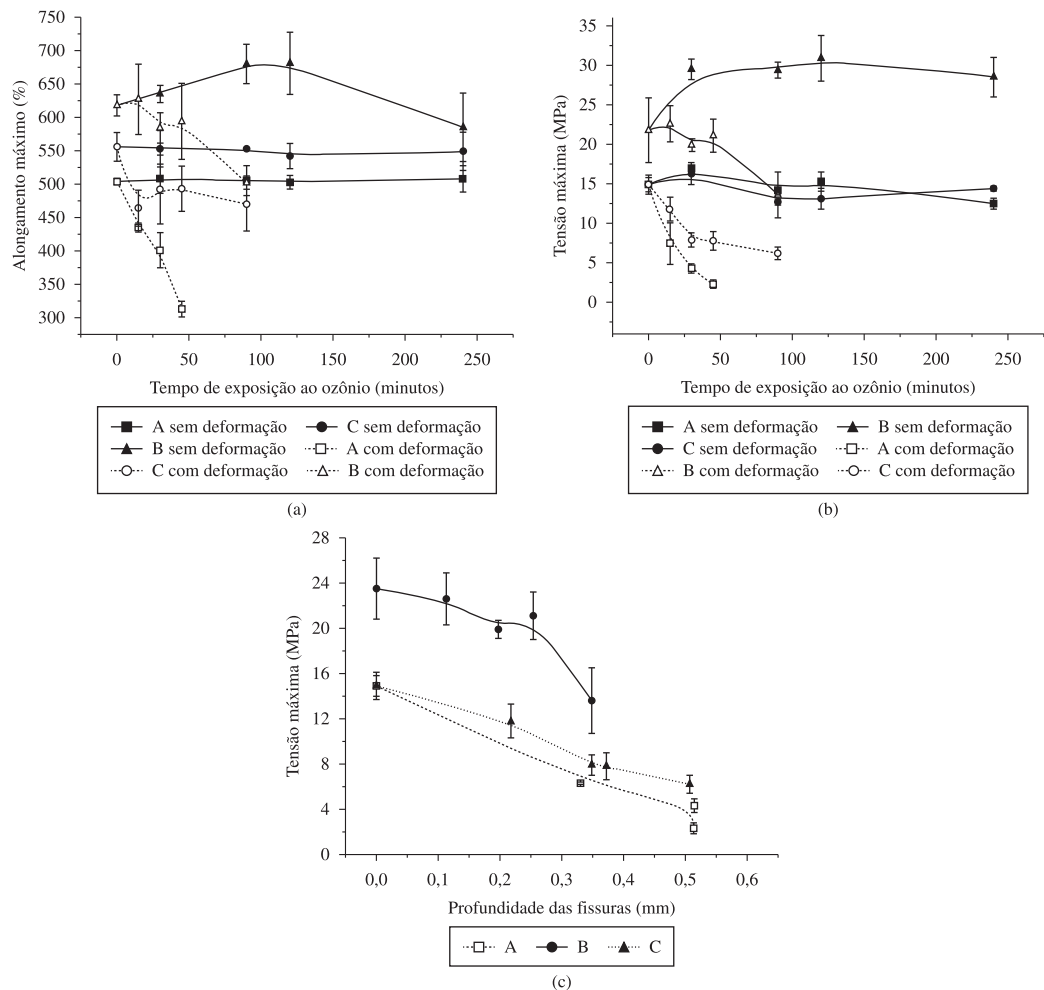 750
700
650
600
550
500
450
400
350
300
Alongamento máximo (%)
0 50 100 150 200 250
Tempo de exposição ao ozônio (minutos)
A sem deformação C sem deformação
B sem deformação A com deformação
C com deformação B com deformação
(a)
35
30
25
20
15
10
5
0
Tensão máxima (MPa)
0 50 100 150 200 250
Tempo de exposição ao ozônio (minutos)
A sem deformação B sem deformação
C sem deformação A com deformação
B com deformação C com deformação
(b)
28
24
20
16
12
8
4
0
Tensão máxima (MPa)
0,0 0,1 0,2 0,3 0,4 0,5 0,6
Profundidade das fissuras (mm)
A B C
(c)